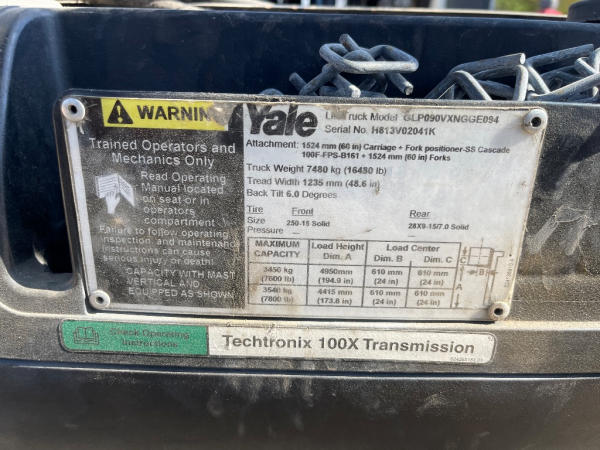 WARNING
Trained Operators and
Mechanics Only
Read Operating
Manual located
on seat or in
operators
compartment
Failure to follow operating,
inspection, and maintenance
instructions can cause
serious injury or death!
CAPACITY WITH MAST
VERTICAL AND
EQUIPPED AS SHOWN
Yale
Lift Truck Model GLP090VXNGGE094
Serial No. H813V02041K
Attachment: 1524 mm (60 in) Carriage + Fork positioner-SS Cascade
100F-FPS-B161 + 1524 mm (60 in) Forks
Truck Weight 7480 kg (16480 lb)
Tread Width 1235 mm (48.6 in)
Back Tilt 6.0 Degrees
Tire Front Rear
Size 250-15 Solid 28X9-15/7.0 Solid
Pressure – –
MAXIMUM CAPACITY Load Height Dim. A Load Center Dim. B Dim. C
3450 kg (7600 lb) 4950mm (194.9 in) 610 mm (24 in) 610 mm (24 in)
3540 kg (7800 lb) 4415 mm (173.8 in) 610 mm (24 in) 610 mm (24 in)
C
B
A
Check Operating
Instructions
Techtronix 100X Transmission